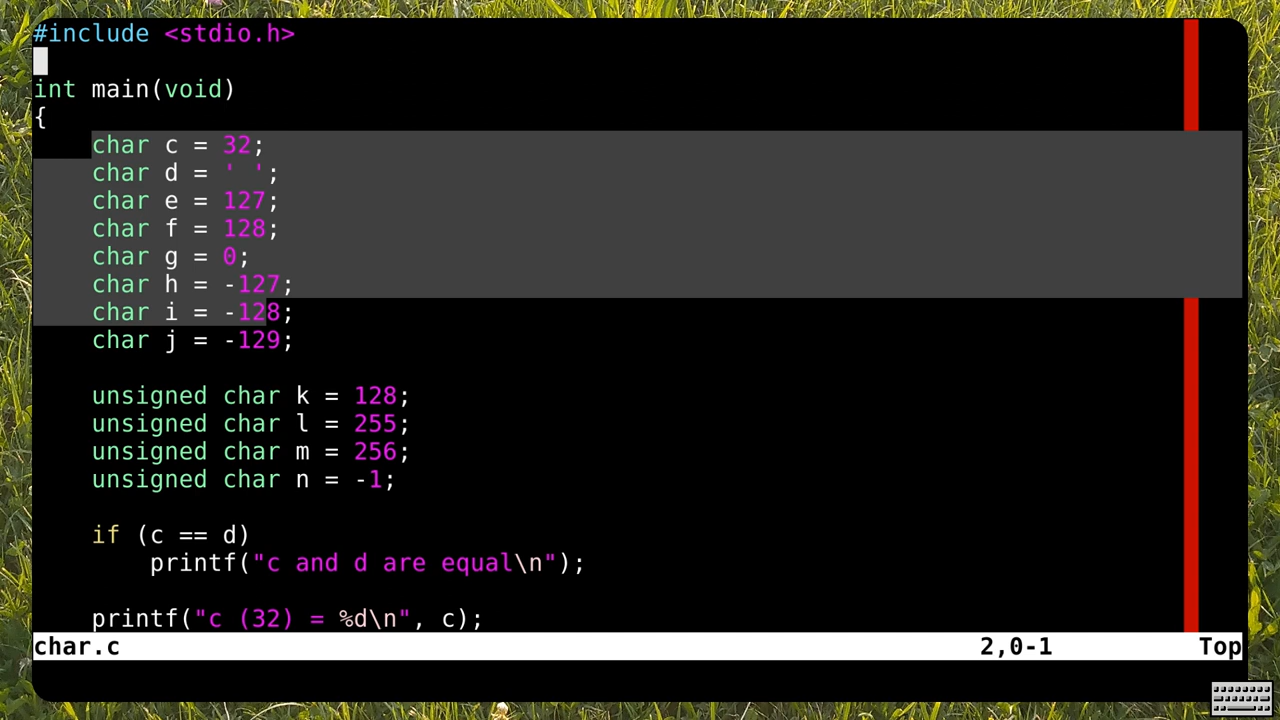 #include <stdio.h>
int main(void)
{
    char c = 32;
    char d = ' ';
    char e = 127;
    char f = 128;
    char g = 0;
    char h = -127;
    char i = -128;
    char j = -129;
    unsigned char k = 128;
    unsigned char l = 255;
    unsigned char m = 256;
    unsigned char n = -1;
    if (c == d)
        printf("c and d are equal\n");
    printf("c (32) = %d\n", c);
char.c 2,0-1 Top